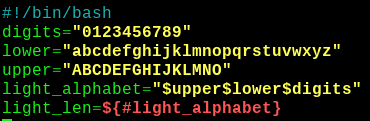 #!/bin/bash
digits="0123456789"
lower="abcdefghijklmnopqrstuvwxyz"
upper="ABCDEFGHIJKLMNO"
light_alphabet="$upper$lower$digits"
light_len=${#light_alphabet}